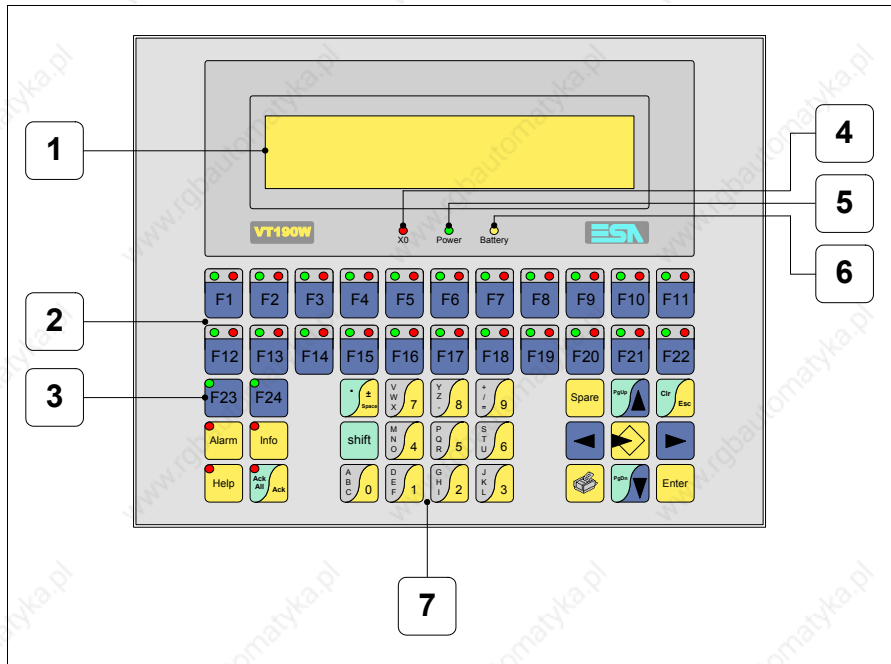 1
4
5
6
VT190W
X0 Power Battery
ESA
F1 F2 F3 F4 F5 F6 F7 F8 F9 F10 F11
2
F12 F13 F14 F15 F16 F17 F18 F19 F20 F21 F22
3
F23 F24 . ± Space V W X 7 Y Z - 8 + / = 9 Spare PgUp Clr Esc
Alarm Info shift M N O 4 P Q R 5 S T U 6
Help Ack All Ack A B C 0 D E F 1 G H I 2 J K L 3 PgDn Enter
7
www.rgbautomatyka.pl